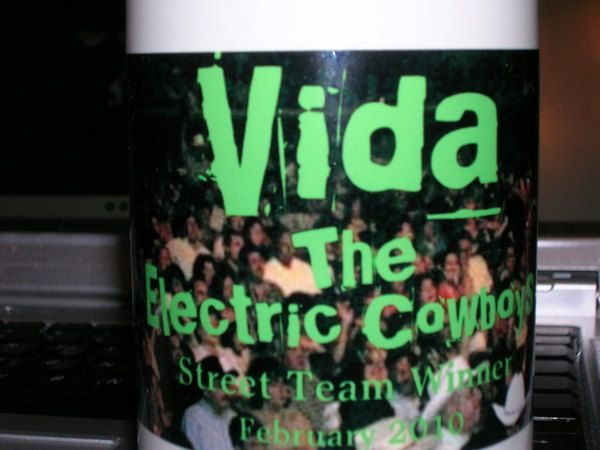 Vida
The
Electric Cowboys
Street Team Winner
February 2010